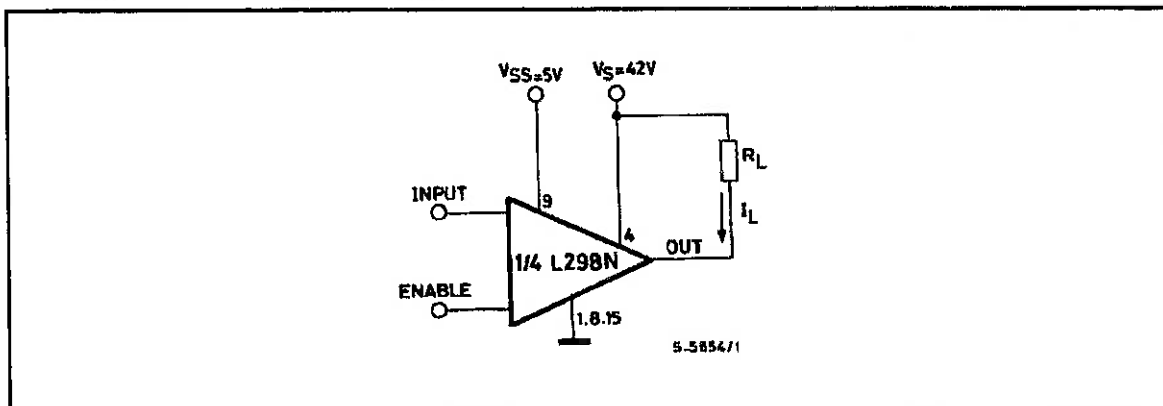 VSS=5V
VS=42V
RL
INPUT
9
IL
4
OUT
1/4 L298N
ENABLE
1.8.15
S-5854/1